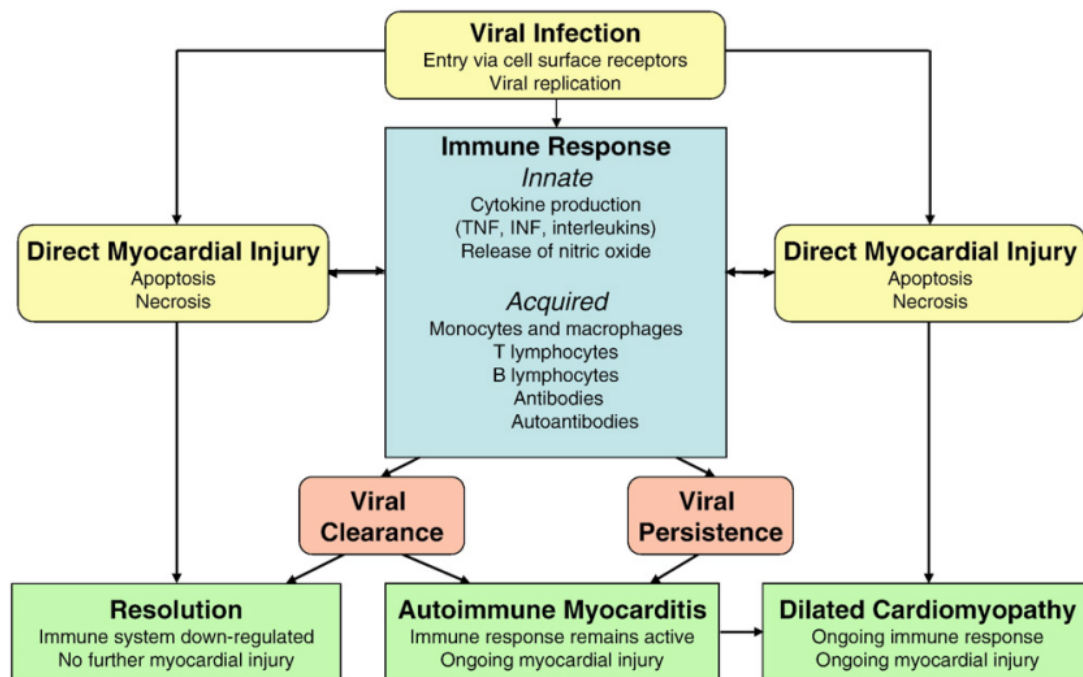 Viral Infection
Entry via cell surface receptors
Viral replication
Immune Response
Innate
Cytokine production
(TNF, INF, interleukins)
Release of nitric oxide
Acquired
Monocytes and macrophages
T lymphocytes
B lymphocytes
Antibodies
Autoantibodies
Direct Myocardial Injury
Apoptosis
Necrosis
Direct Myocardial Injury
Apoptosis
Necrosis
Viral
Clearance
Viral
Persistence
Resolution
Immune system down-regulated
No further myocardial injury
Autoimmune Myocarditis
Immune response remains active
Ongoing myocardial injury
Dilated Cardiomyopathy
Ongoing immune response
Ongoing myocardial injury